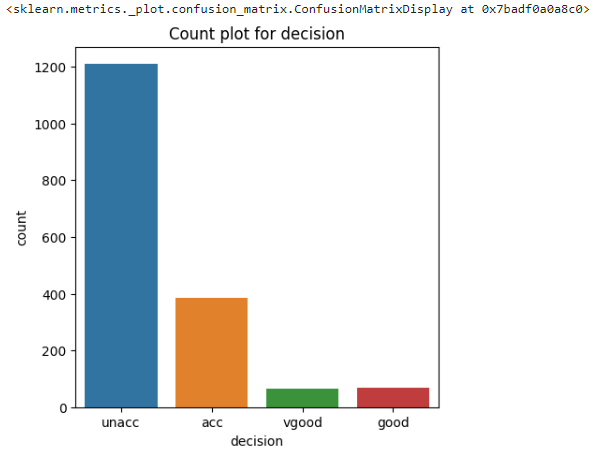 <sklearn.metrics._plot.confusion_matrix.ConfusionMatrixDisplay at 0x7badf0a0a8c0>
Count plot for decision
1200
1000
800
600
400
200
0
count
unacc acc vgood good
decision